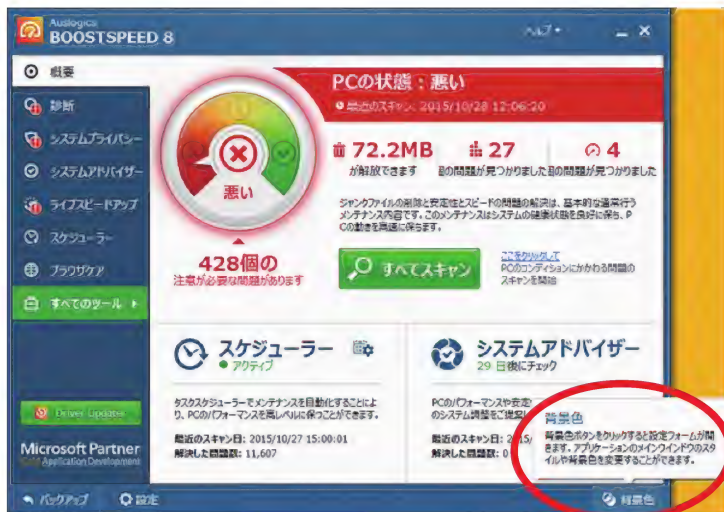 Auslogics
BOOSTSPEED 8
ヘルプ
概要
診断
システムプライバシー
システムアドバイザー
ライブスピードアップ
スケジューラー
ブラウザケア
すべてのツール
Driver Updater
Microsoft Partner
Gold Application Development
PCの状態：悪い
最近のスキャン: 2015/10/28 12:06:20
悪い
428個の
注意が必要な問題があります
72.2MB
が解放できます
27
の問題が見つかりました
4
の問題が見つかりました
ジャンクファイルの削除と安定性とスピードの問題の解決は、基本的な通常行う
メンテナンス内容です。このメンテナンスはシステムの健康状態を良好に保ち、P
Cの動きを高速に保ちます。
すべてスキャン
ここをクリックして
PCのコンディションにかかわる問題の
スキャンを開始
スケジューラー
アクティブ
タスクスケジューラーでメンテナンスを自動化することによ
り、PCのパフォーマンスを高レベルに保つことができます。
最近のスキャン日: 2015/10/27 15:00:01
解決した問題数: 11,607
システムアドバイザー
29 日後にチェック
PCのパフォーマンスや安定
のシステム調整をご提案し
最近のスキャン日: 2
解決した問題数: 0
背景色
背景色ボタンをクリックすると設定フォームが開
きます。アプリケーションのメインウインドウのスタ
イルや背景色を変更することができます。
バックアップ
設定
背景色